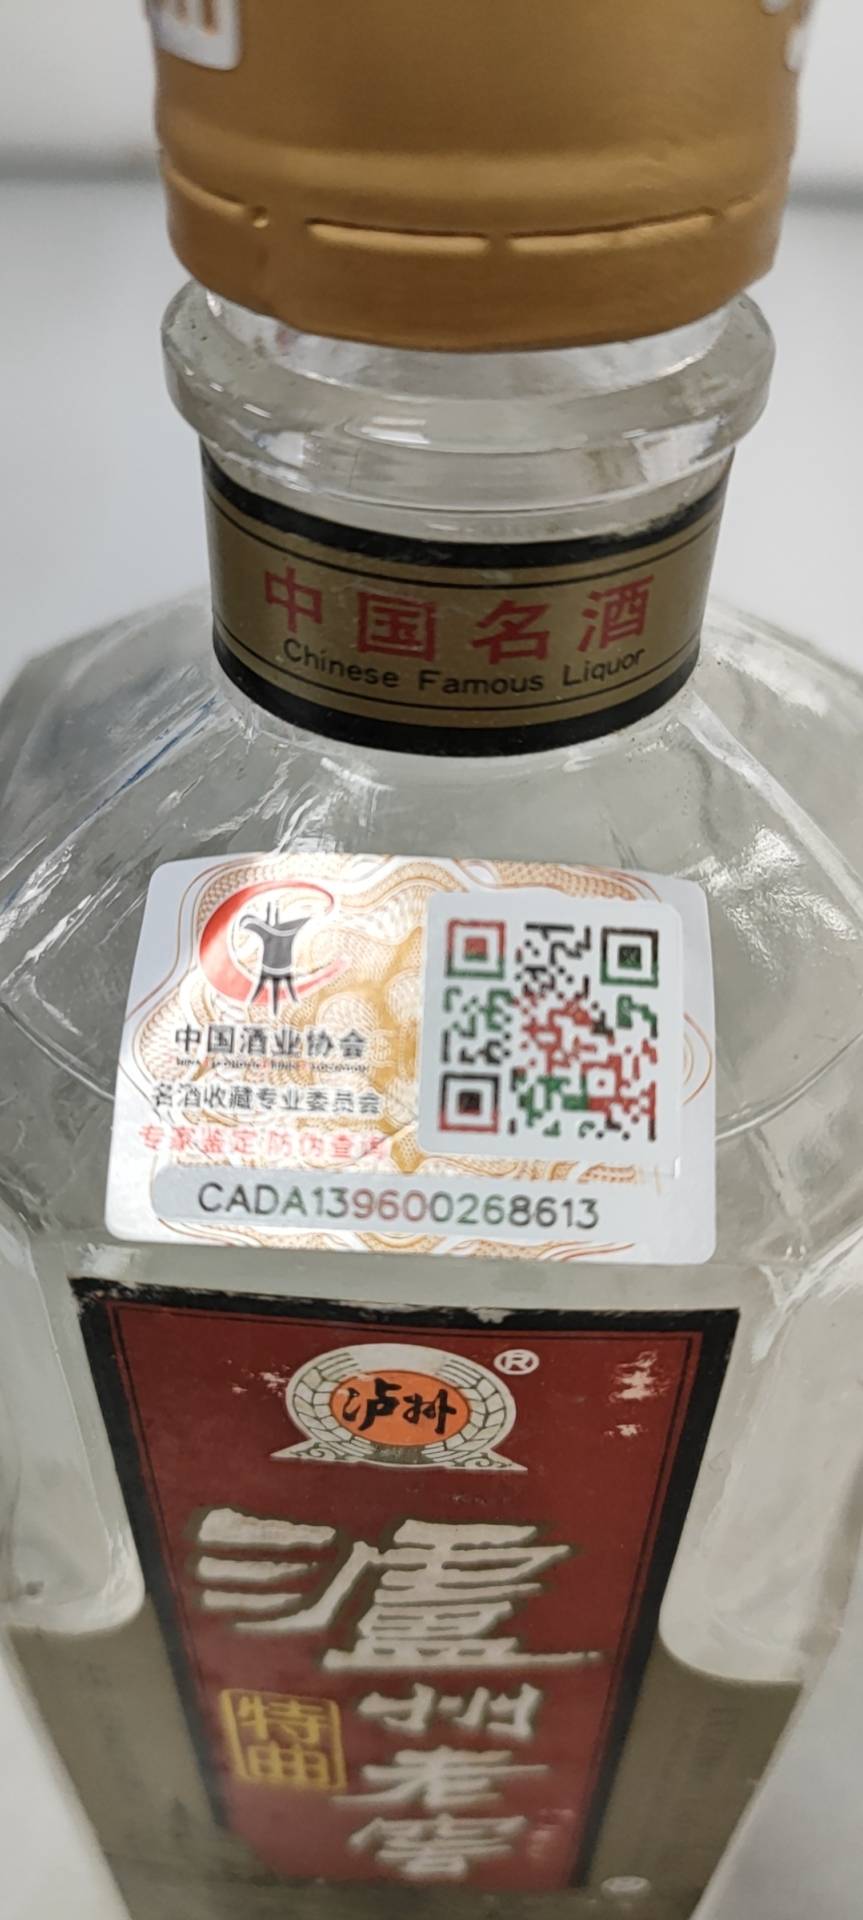 中国名酒
Chinese Famous Liquor
中国酒业协会
名酒收藏专业委员会
专家鉴定 防伪查询
CADA139600268613
泸州
®
瀘
州
老
窖
特
曲